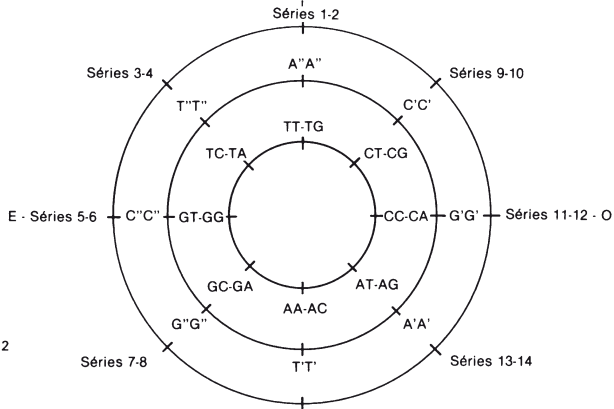 Séries 1-2
Séries 3-4
A"A"
Séries 9-10
T"T"
C'C'
TT-TG
TC-TA
CT-CG
E - Séries 5-6
C"C"
GT-GG
CC-CA
G'G'
Séries 11-12 - O
GC-GA
AT-AG
AA-AC
G"G"
A'A'
2
Séries 7-8
T'T'
Séries 13-14